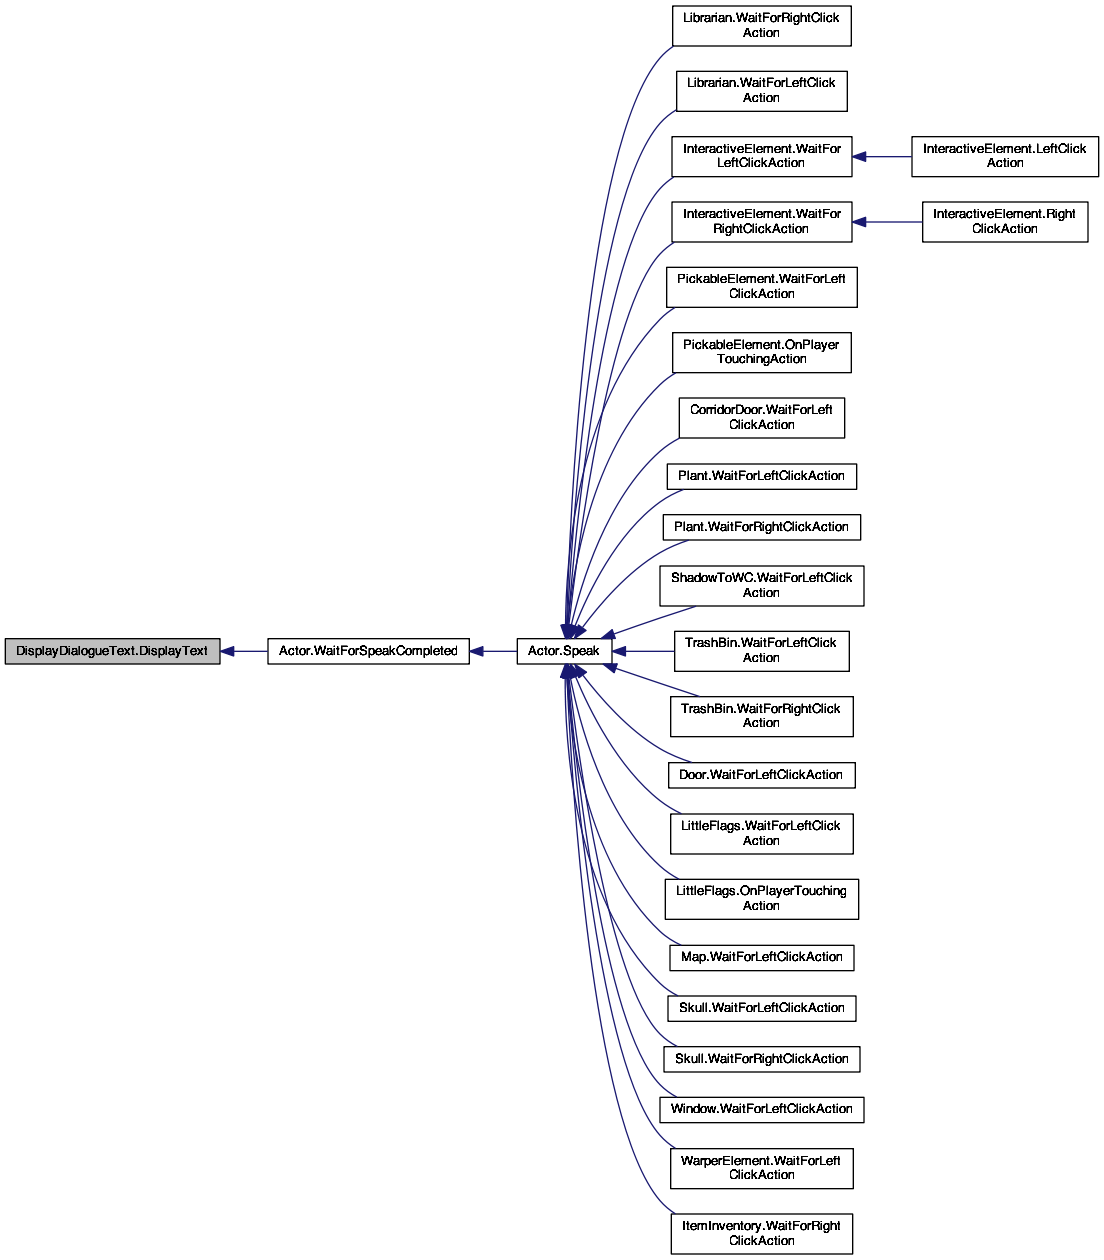 Librarian.WaitForRightClick
Action
Librarian.WaitForLeftClick
Action
InteractiveElement.WaitFor
LeftClickAction
InteractiveElement.LeftClick
Action
InteractiveElement.WaitFor
RightClickAction
InteractiveElement.Right
ClickAction
PickableElement.WaitForLeft
ClickAction
PickableElement.OnPlayer
TouchingAction
CorridorDoor.WaitForLeft
ClickAction
Plant.WaitForLeftClickAction
Plant.WaitForRightClickAction
ShadowToWC.WaitForLeftClick
Action
DisplayDialogueText.DisplayText
Actor.WaitForSpeakCompleted
Actor.Speak
TrashBin.WaitForLeftClick
Action
TrashBin.WaitForRightClick
Action
Door.WaitForLeftClickAction
LittleFlags.WaitForLeftClick
Action
LittleFlags.OnPlayerTouching
Action
Map.WaitForLeftClickAction
Skull.WaitForLeftClickAction
Skull.WaitForRightClickAction
Window.WaitForLeftClickAction
WarperElement.WaitForLeft
ClickAction
ItemInventory.WaitForRight
ClickAction